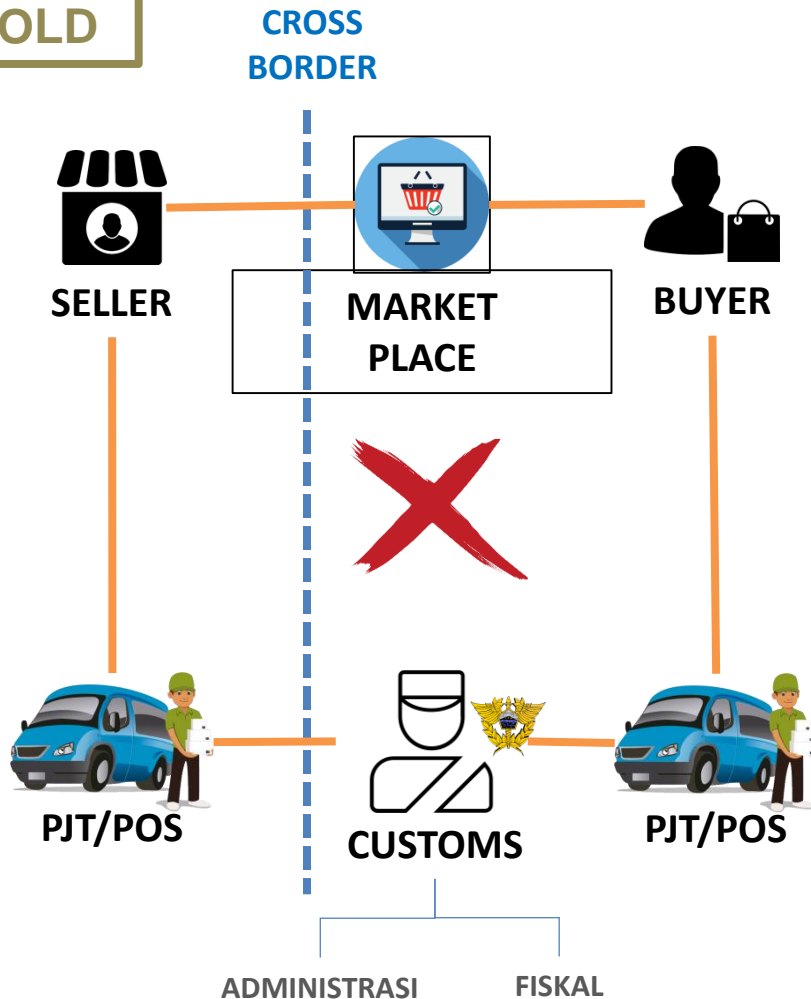 OLD
CROSS
BORDER
SELLER
MARKET
PLACE
BUYER
PJT/POS
CUSTOMS
PJT/POS
ADMINISTRASI
FISKAL